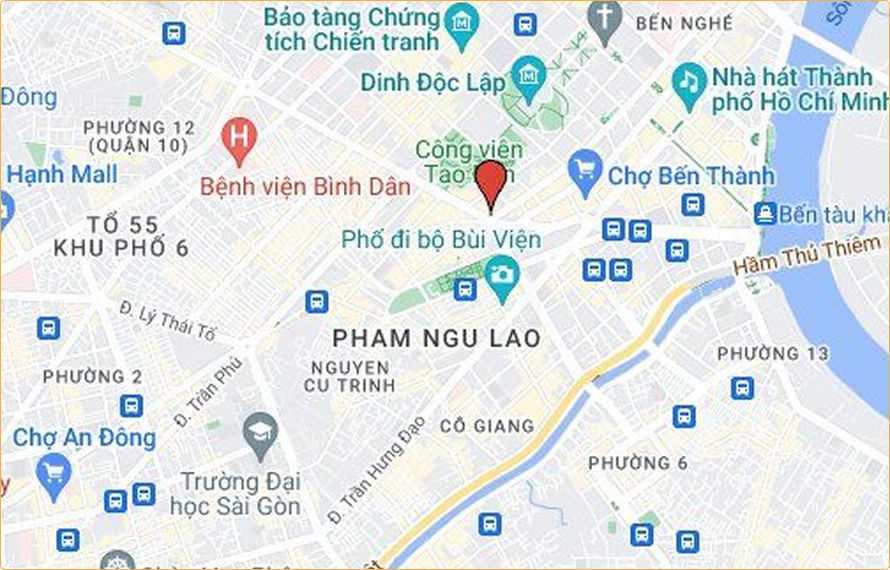 Bảo tàng Chứng
tích Chiến tranh
BẾN NGHÉ
Dinh Độc Lập
Nhà hát Thành
phố Hồ Chí Minh
Đông
PHƯỜNG 12
(QUẬN 10)
H
Công viên
Tao
Hạnh Mall
Bệnh viện Bình Dân
Chợ Bến Thành
TỔ 55
KHU PHỐ 6
Bến tàu
Phố đi bộ Bùi Viện
Hầm Thủ Thiêm
Đ. Lý Thái Tổ
PHAM NGU LAO
PHƯỜNG 13
NGUYEN
CU TRINH
PHƯỜNG 2
Đ. Trần Phú
CÔ GIANG
Chợ An Đông
Đ. Trần Hưng Đạo
PHƯỜNG 6
Trường Đại
học Sài Gòn